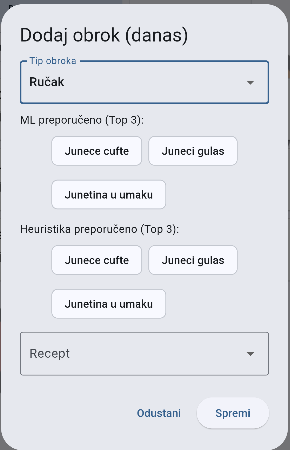 Dodaj obrok (danas)
Tip obroka
Ručak
ML preporučeno (Top 3):
Junece cufte
Juneci gulas
Junetina u umaku
Heuristika preporučeno (Top 3):
Junece cufte
Juneci gulas
Junetina u umaku
Recept
Odustani
Spremi